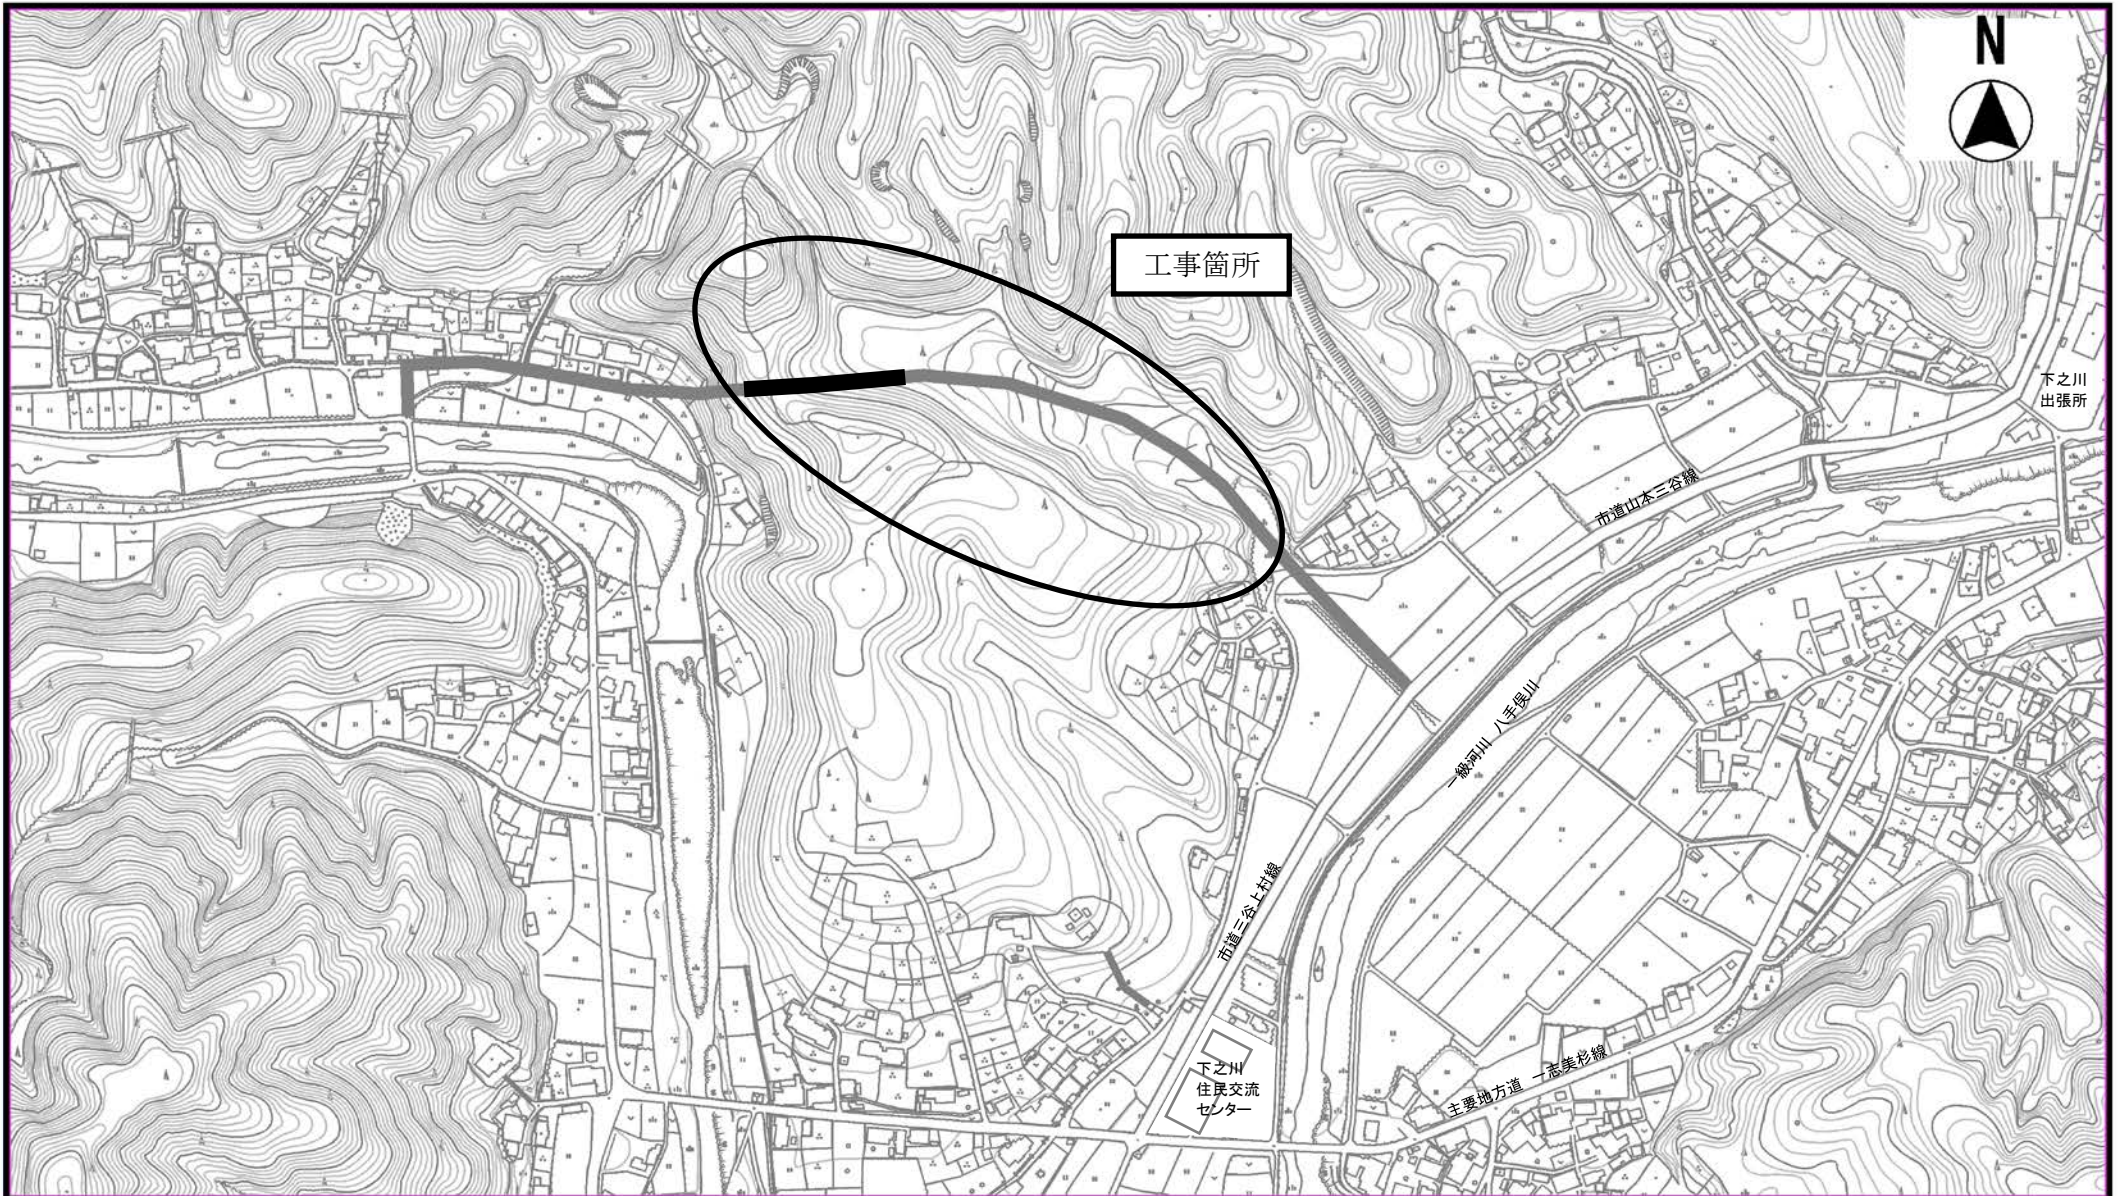 N
工事箇所
下之川
出張所
市道山本三谷線
一級河川 八手俣川
市道三谷上村線
下之川
住民交流
センター
主要地方道 一志美杉線